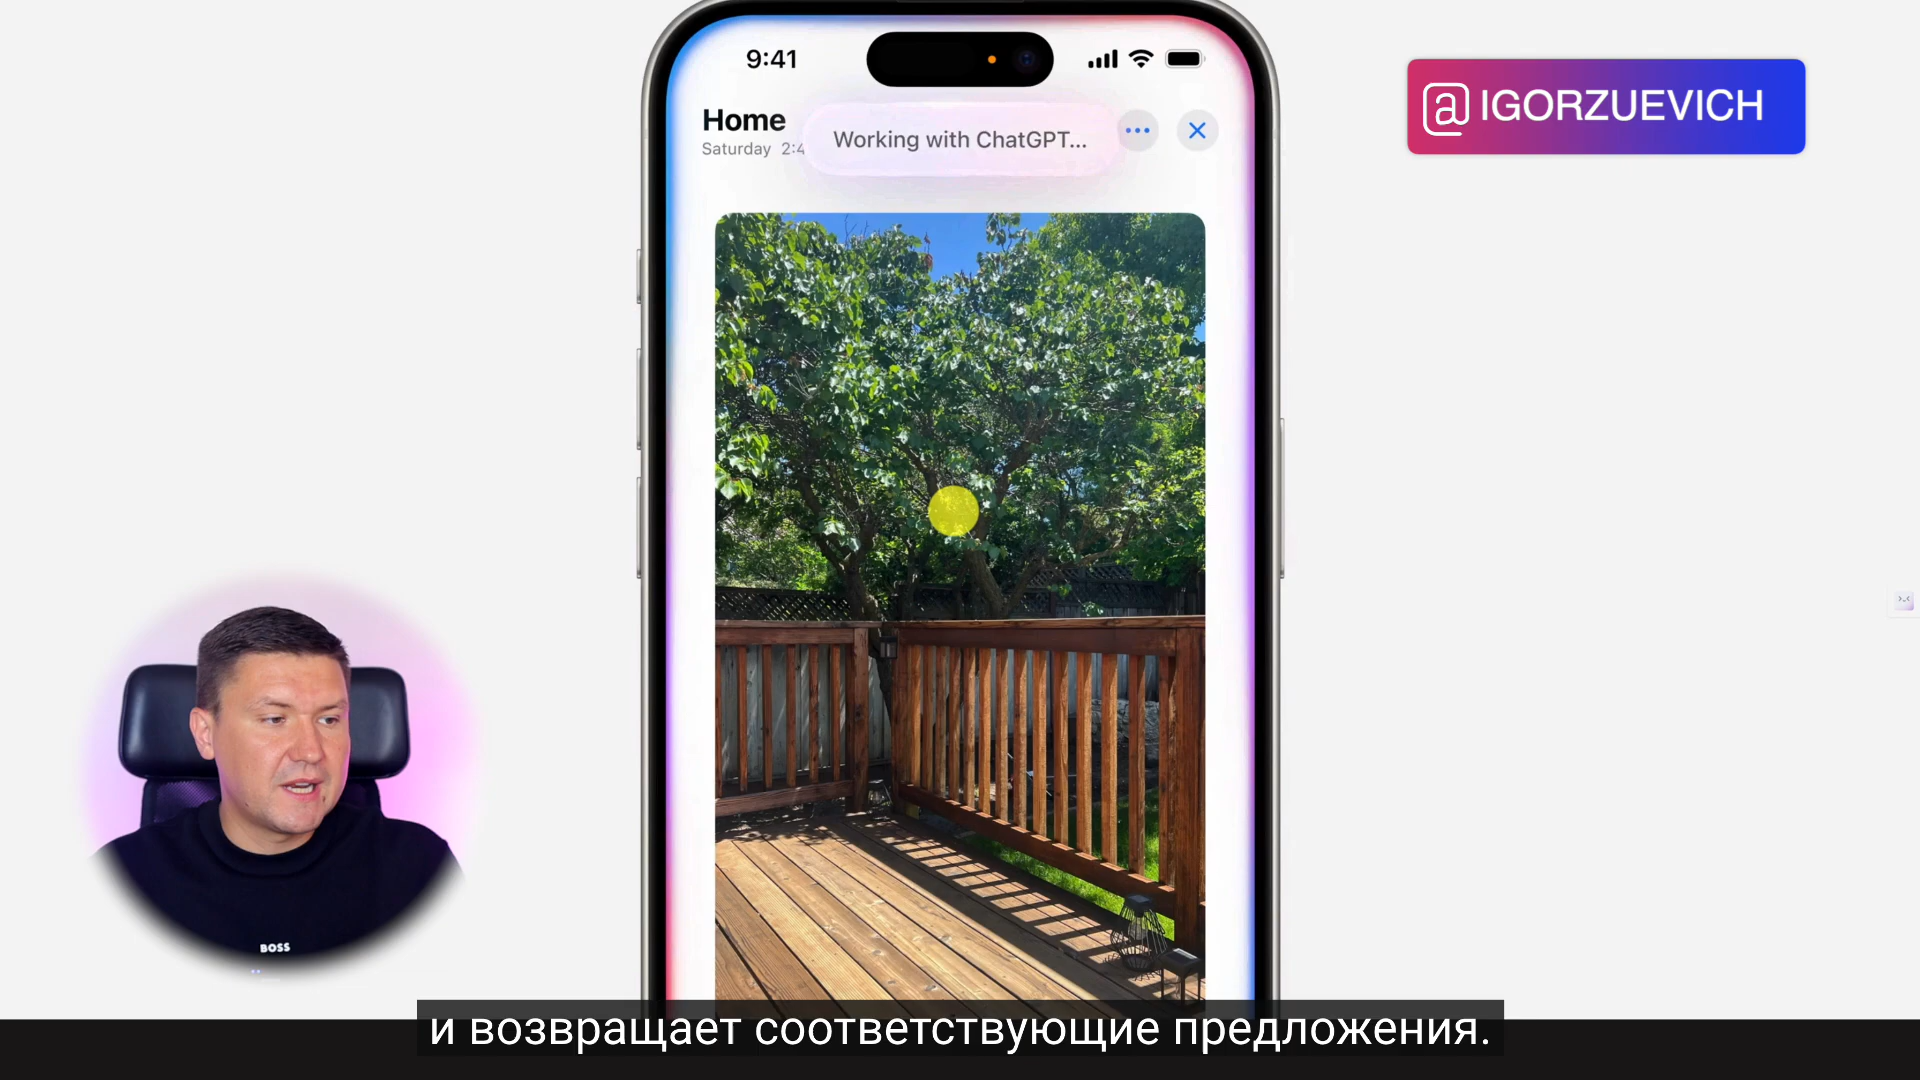 9:41
Home
Saturday 2:4
Working with ChatGPT...
@IGORZUEVICH
BOSS
и возвращает соответствующие предложения.